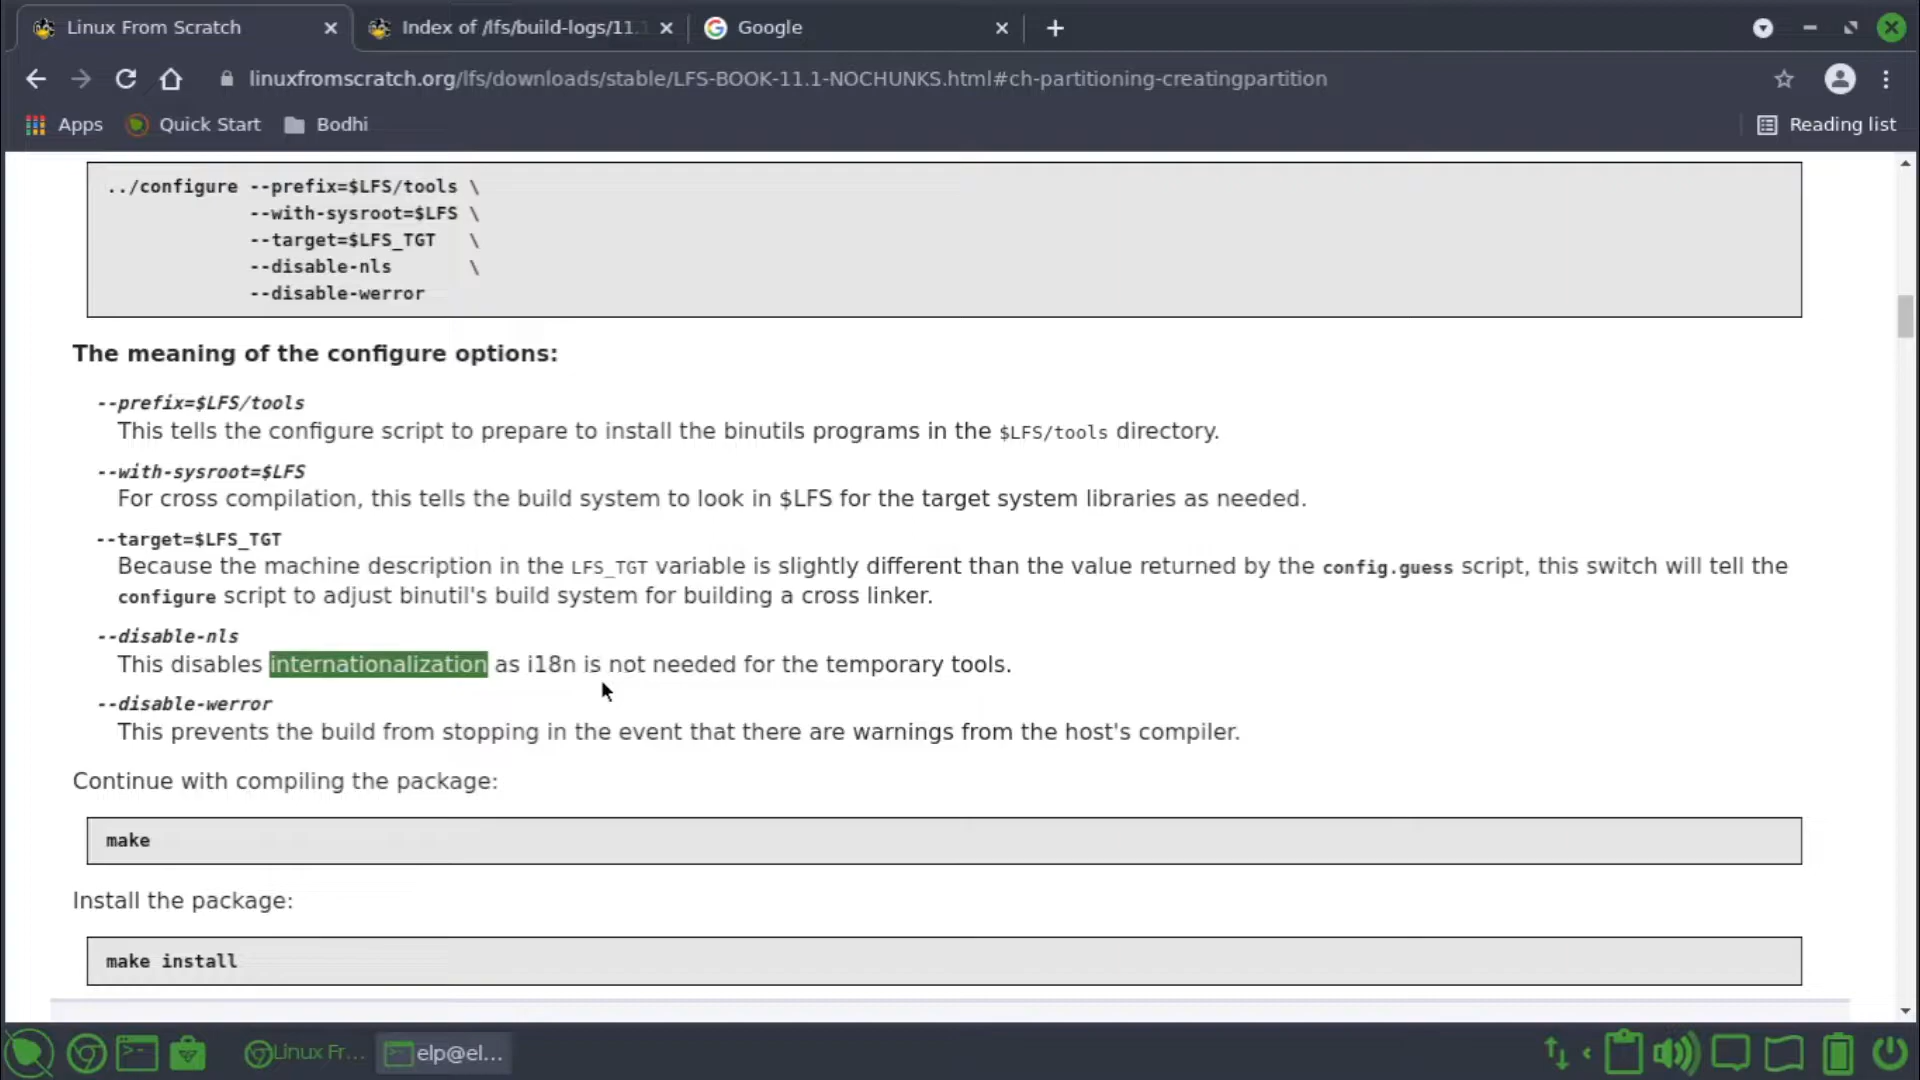 Linux From Scratch
Index of /lfs/build-logs/11.1
Google
linuxfromscratch.org/lfs/downloads/stable/LFS-BOOK-11.1-NOCHUNKS.html#ch-partitioning-creatingpartition
Apps
Quick Start
Bodhi
Reading list
../configure --prefix=$LFS/tools \
--with-sysroot=$LFS \
--target=$LFS_TGT \
--disable-nls \
--disable-werror
The meaning of the configure options:
--prefix=$LFS/tools
This tells the configure script to prepare to install the binutils programs in the $LFS/tools directory.
--with-sysroot=$LFS
For cross compilation, this tells the build system to look in $LFS for the target system libraries as needed.
--target=$LFS_TGT
Because the machine description in the LFS_TGT variable is slightly different than the value returned by the config.guess script, this switch will tell the
configure script to adjust binutil's build system for building a cross linker.
--disable-nls
This disables internationalization as i18n is not needed for the temporary tools.
--disable-werror
This prevents the build from stopping in the event that there are warnings from the host's compiler.
Continue with compiling the package:
make
Install the package:
make install
Linux Fr...
elp@el...